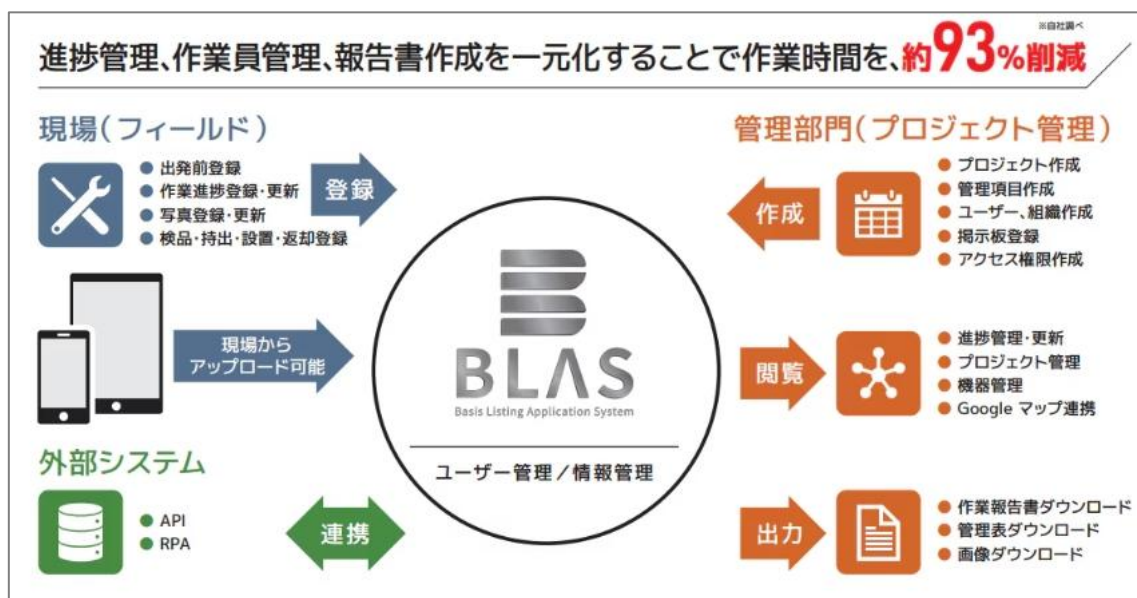 ※自社調べ
進捗管理、作業員管理、報告書作成を一元化することで作業時間を、約93%削減
現場(フィールド)
● 出発前登録
● 作業進捗登録・更新
● 写真登録・更新
● 検品・持出・設置・返却登録
登録
現場から
アップロード可能
外部システム
● API
● RPA
連携
BLAS
Basis Listing Application System
ユーザー管理/情報管理
管理部門(プロジェクト管理)
作成
● プロジェクト作成
● 管理項目作成
● ユーザー、組織作成
● 掲示板登録
● アクセス権限作成
閲覧
● 進捗管理・更新
● プロジェクト管理
● 機器管理
● Google マップ連携
出力
● 作業報告書ダウンロード
● 管理表ダウンロード
● 画像ダウンロード